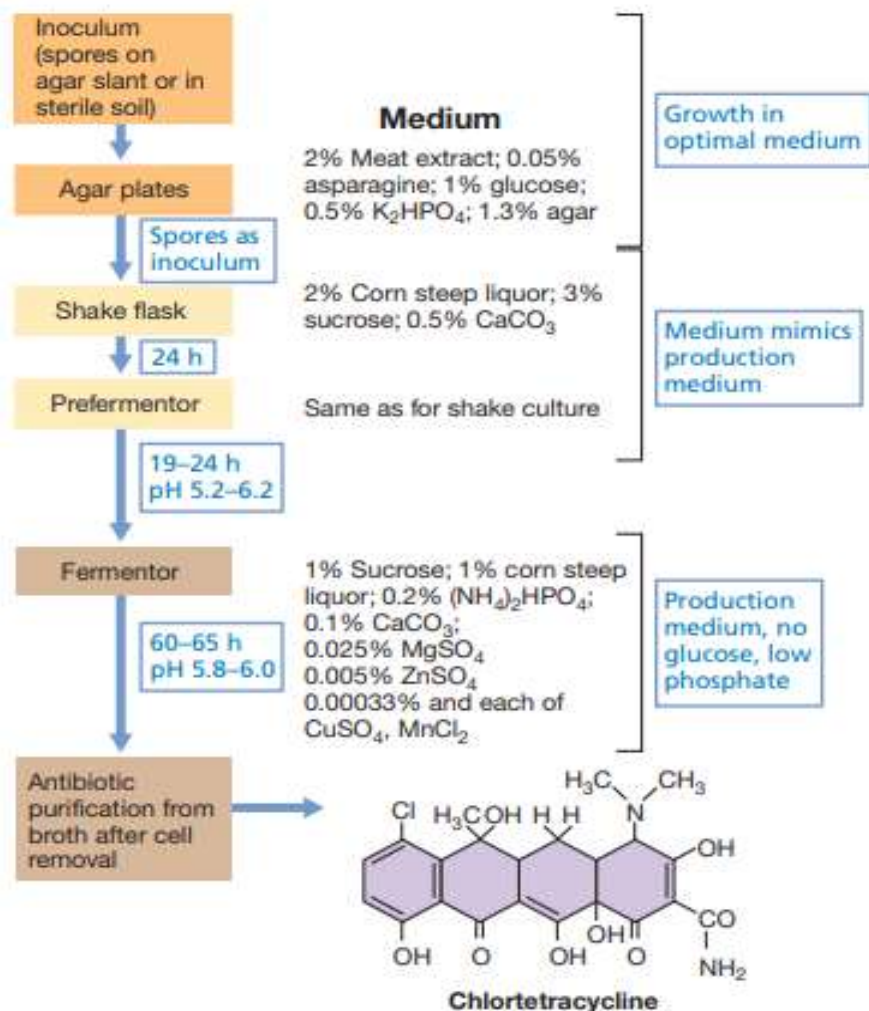 Inoculum
(spores on
agar slant or in
sterile soil)
Medium
Growth in
optimal medium
Agar plates
2% Meat extract; 0.05%
asparagine; 1% glucose;
0.5% K₂HPO₄; 1.3% agar
Spores as
inoculum
Shake flask
2% Corn steep liquor; 3%
sucrose; 0.5% CaCO₃
24 h
Medium mimics
production
medium
Prefermentor
Same as for shake culture
19–24 h
pH 5.2–6.2
Fermentor
1% Sucrose; 1% corn steep
liquor; 0.2% (NH₄)₂HPO₄;
0.1% CaCO₃;
0.025% MgSO₄
0.005% ZnSO₄
0.00033% and each of
CuSO₄, MnCl₂
60–65 h
pH 5.8–6.0
Production
medium, no
glucose, low
phosphate
Antibiotic
purification from
broth after cell
removal
H₃C CH₃
Cl H₃C OH H H N
OH
CO
OH
OH O OH O
NH₂
Chlortetracycline